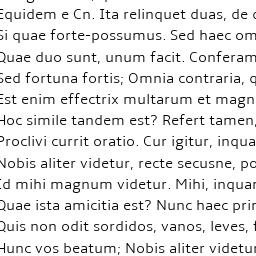 Equidem e Cn. Ita relinquet duas, de
Si quae forte-possumus. Sed haec om
Quae duo sunt, unum facit. Conferam
Sed fortuna fortis; Omnia contraria, q
Est enim effectrix multarum et magn
Hoc simile tandem est? Refert tamen,
Proclivi currit oratio. Cur igitur, inqua
Nobis aliter videtur, recte secusne, po
Id mihi magnum videtur. Mihi, inquam
Quae ista amicitia est? Nunc haec prin
Quis non odit sordidos, vanos, leves, f
Hunc vos beatum; Nobis aliter videtur